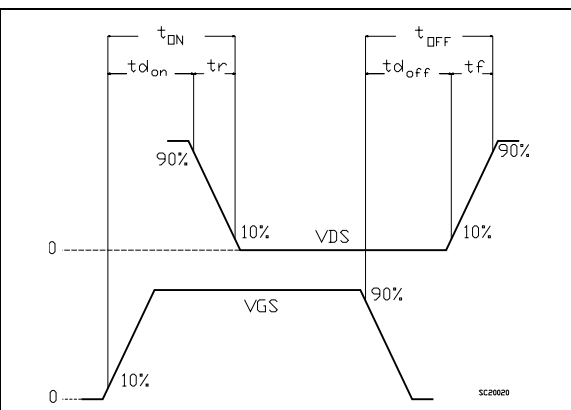 tON tOFF
tdon tr tdoff tf
90% 90%
0 10% VDS 10%
VGS 90%
10%
0 SC20020